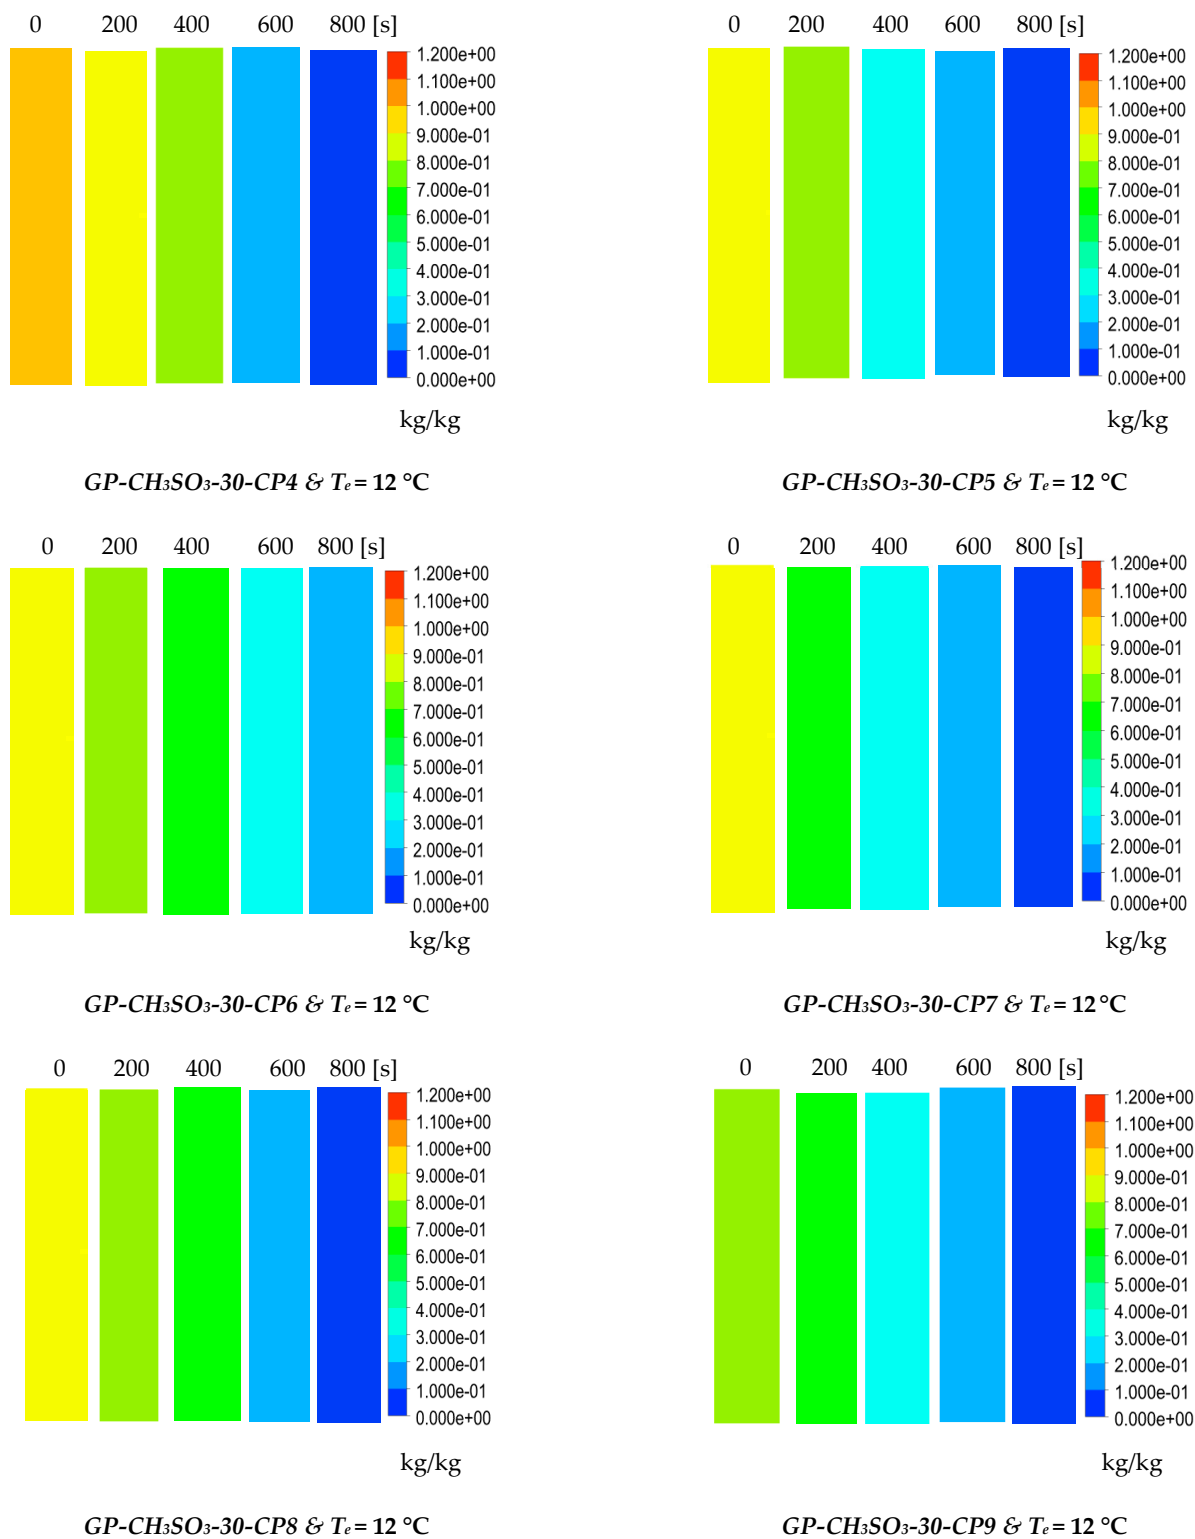 0 200 400 600 800 [s]
1.200e+00
1.100e+00
1.000e+00
9.000e-01
8.000e-01
7.000e-01
6.000e-01
5.000e-01
4.000e-01
3.000e-01
2.000e-01
1.000e-01
0.000e+00
kg/kg
GP-CH₃SO₃-30-CP4 & Tₑ = 12 °C
0 200 400 600 800 [s]
1.200e+00
1.100e+00
1.000e+00
9.000e-01
8.000e-01
7.000e-01
6.000e-01
5.000e-01
4.000e-01
3.000e-01
2.000e-01
1.000e-01
0.000e+00
kg/kg
GP-CH₃SO₃-30-CP5 & Tₑ = 12 °C
0 200 400 600 800 [s]
1.200e+00
1.100e+00
1.000e+00
9.000e-01
8.000e-01
7.000e-01
6.000e-01
5.000e-01
4.000e-01
3.000e-01
2.000e-01
1.000e-01
0.000e+00
kg/kg
GP-CH₃SO₃-30-CP6 & Tₑ = 12 °C
0 200 400 600 800 [s]
1.200e+00
1.100e+00
1.000e+00
9.000e-01
8.000e-01
7.000e-01
6.000e-01
5.000e-01
4.000e-01
3.000e-01
2.000e-01
1.000e-01
0.000e+00
kg/kg
GP-CH₃SO₃-30-CP7 & Tₑ = 12 °C
0 200 400 600 800 [s]
1.200e+00
1.100e+00
1.000e+00
9.000e-01
8.000e-01
7.000e-01
6.000e-01
5.000e-01
4.000e-01
3.000e-01
2.000e-01
1.000e-01
0.000e+00
kg/kg
GP-CH₃SO₃-30-CP8 & Tₑ = 12 °C
0 200 400 600 800 [s]
1.200e+00
1.100e+00
1.000e+00
9.000e-01
8.000e-01
7.000e-01
6.000e-01
5.000e-01
4.000e-01
3.000e-01
2.000e-01
1.000e-01
0.000e+00
kg/kg
GP-CH₃SO₃-30-CP9 & Tₑ = 12 °C